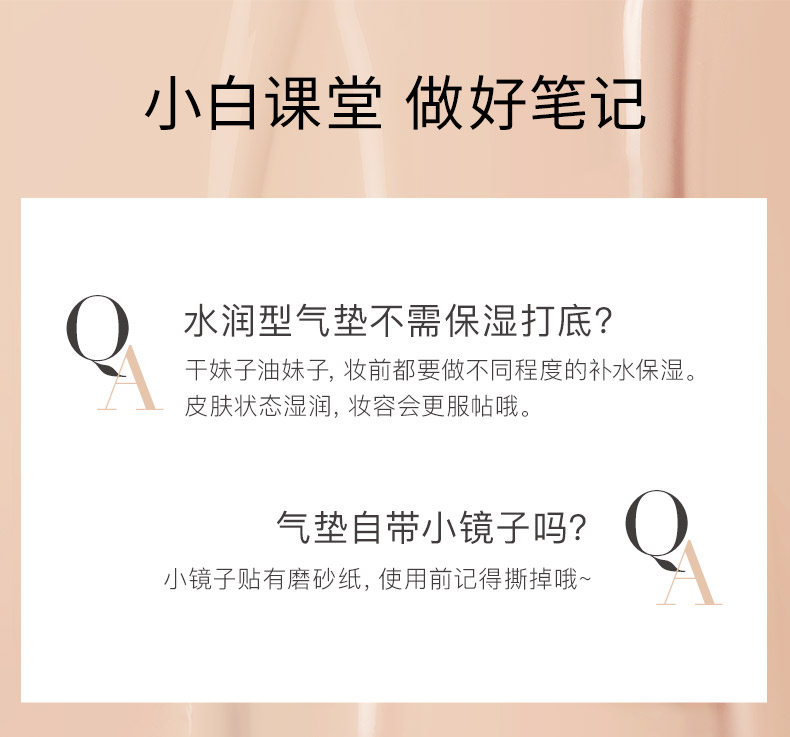 小白课堂 做好笔记
QA
水润型气垫不需保湿打底？
干妹子油妹子, 妆前都要做不同程度的补水保湿。
皮肤状态湿润, 妆容会更服帖哦。
气垫自带小镜子吗？
QA
小镜子贴有磨砂纸, 使用前记得撕掉哦~